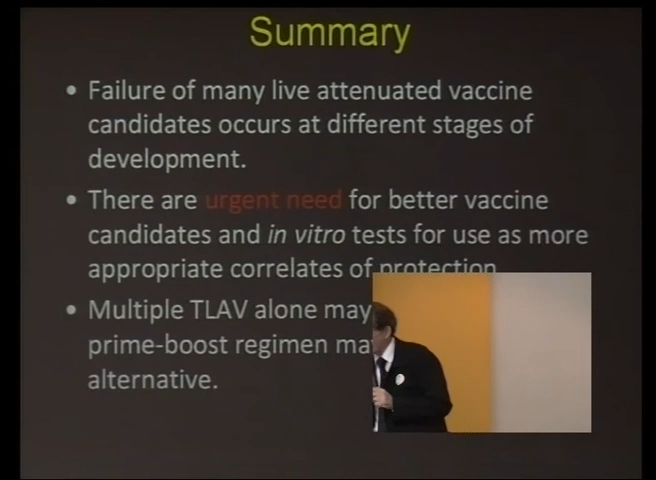 Summary
• Failure of many live attenuated vaccine
candidates occurs at different stages of
development.
• There are urgent need for better vaccine
candidates and in vitro tests for use as more
appropriate correlates of protection
• Multiple TLAV alone may
prime-boost regimen
alternative.